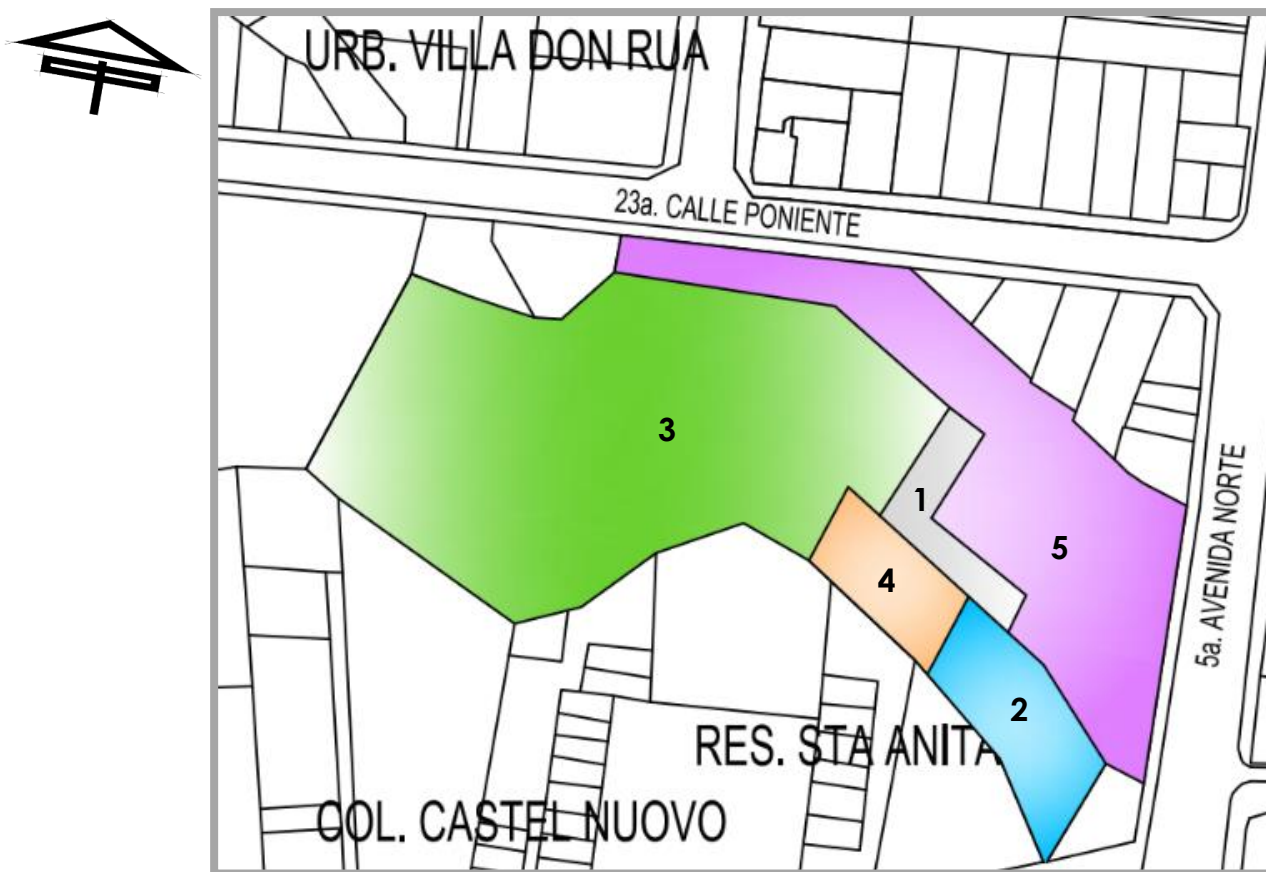 URB. VILLA DON RUA
23a. CALLE PONIENTE
3
1
5
4
5a. AVENIDA NORTE
2
RES. STA ANITA
COL. CASTEL NUOVO